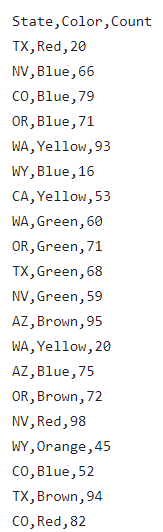 State,Color,Count
TX,Red,20
NV,Blue,66
CO,Blue,79
OR,Blue,71
WA,Yellow,93
WY,Blue,16
CA,Yellow,53
WA,Green,60
OR,Green,71
TX,Green,68
NV,Green,59
AZ,Brown,95
WA,Yellow,20
AZ,Blue,75
OR,Brown,72
NV,Red,98
WY,Orange,45
CO,Blue,52
TX,Brown,94
CO,Red,82